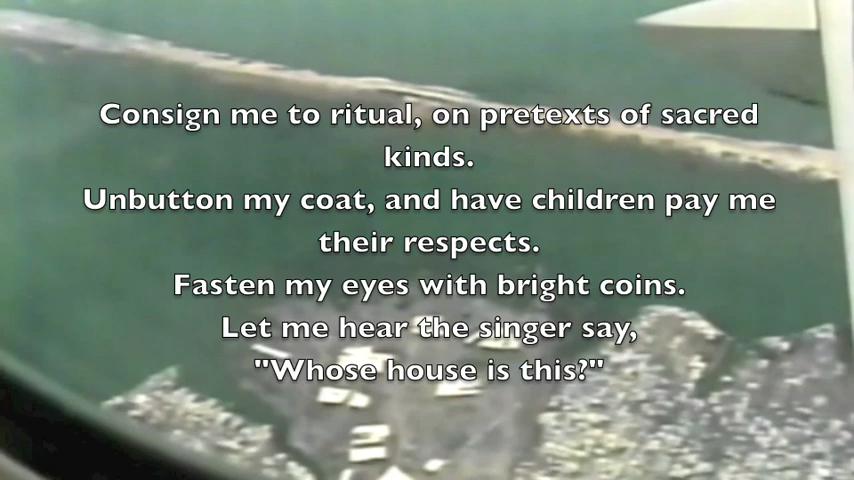 Consign me to ritual, on pretexts of sacred
kinds.
Unbutton my coat, and have children pay me
their respects.
Fasten my eyes with bright coins.
Let me hear the singer say,
"Whose house is this?"